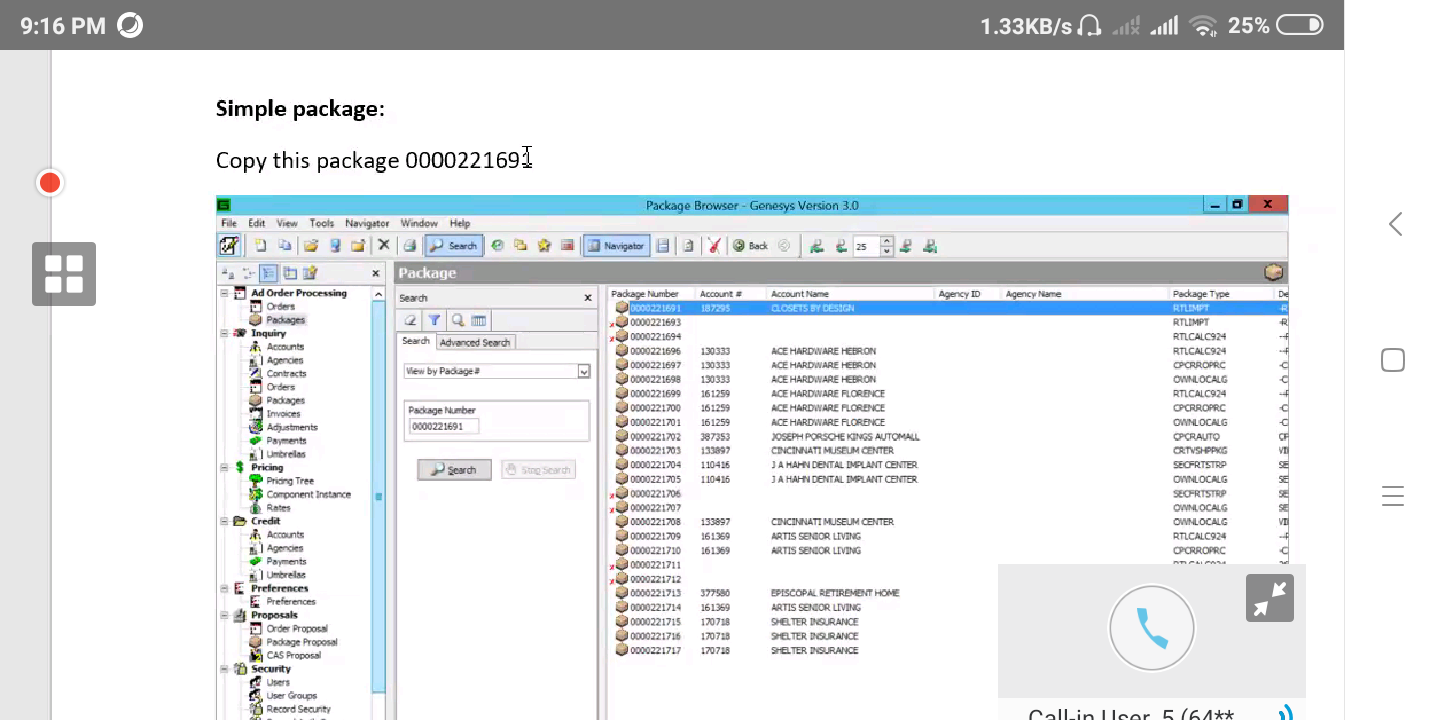 9:16 PM 1.33KB/s 25%
Simple package:
Copy this package 0000221691
Package Browser - Genesys Version 3.0
File Edit View Tools Navigator Window Help
Search Navigator Back 25
Package
Ad Order Processing
Orders
Packages
Inquiry
Accounts
Agencies
Contracts
Orders
Packages
Invoices
Adjustments
Payments
Umbrellas
Pricing
Pricing Tree
Component Instance
Rates
Credit
Accounts
Agencies
Payments
Umbrellas
Preferences
Preferences
Proposals
Order Proposal
Package Proposal
CAS Proposal
Security
Users
User Groups
Record Security
Search
Search Advanced Search
View by Package #
Package Number
0000221691
Search Stop Search
Package Number Account # Account Name Agency ID Agency Name Package Type De
0000221691 187295 CLOSETS BY DESIGN RTLIMPT -R
0000221693 RTLIMPT -R
0000221694 RTLCALC924
0000221696 130333 ACE HARDWARE HEBRON RTLCALC924
0000221697 130333 ACE HARDWARE HEBRON CPCRROPRC -C
0000221698 130333 ACE HARDWARE HEBRON OWNLOCALG -C
0000221699 161259 ACE HARDWARE FLORENCE RTLCALC924
0000221700 161259 ACE HARDWARE FLORENCE CPCRROPRC -C
0000221701 161259 ACE HARDWARE FLORENCE OWNLOCALG -C
0000221702 387353 JOSEPH PORSCHE KINGS AUTOMALL CPCRAUTO
0000221703 133897 CINCINNATI MUSEUM CENTER CRTVSHPPKG
0000221704 110416 J A HAHN DENTAL IMPLANT CENTER SECFRTSTRP SE
0000221705 110416 J A HAHN DENTAL IMPLANT CENTER OWNLOCALG SE
0000221706 SECFRTSTRP SE
0000221707 OWNLOCALG SE
0000221708 133897 CINCINNATI MUSEUM CENTER OWNLOCALG
0000221709 161369 ARTIS SENIOR LIVING RTLCALC924
0000221710 161369 ARTIS SENIOR LIVING CPCRROPRC -C
0000221711
0000221712
0000221713 377580 EPISCOPAL RETIREMENT HOME
0000221714 161369 ARTIS SENIOR LIVING
0000221715 170718 SHELTER INSURANCE
0000221716 170718 SHELTER INSURANCE
0000221717 170718 SHELTER INSURANCE
Call-in User_5 (64**